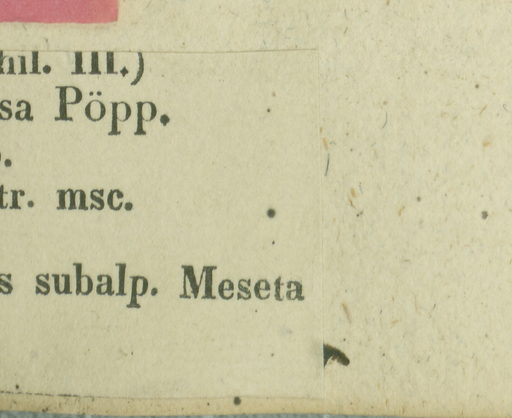 hil. III.)
sa Pöpp.
.
tr. msc.
s subalp. Meseta